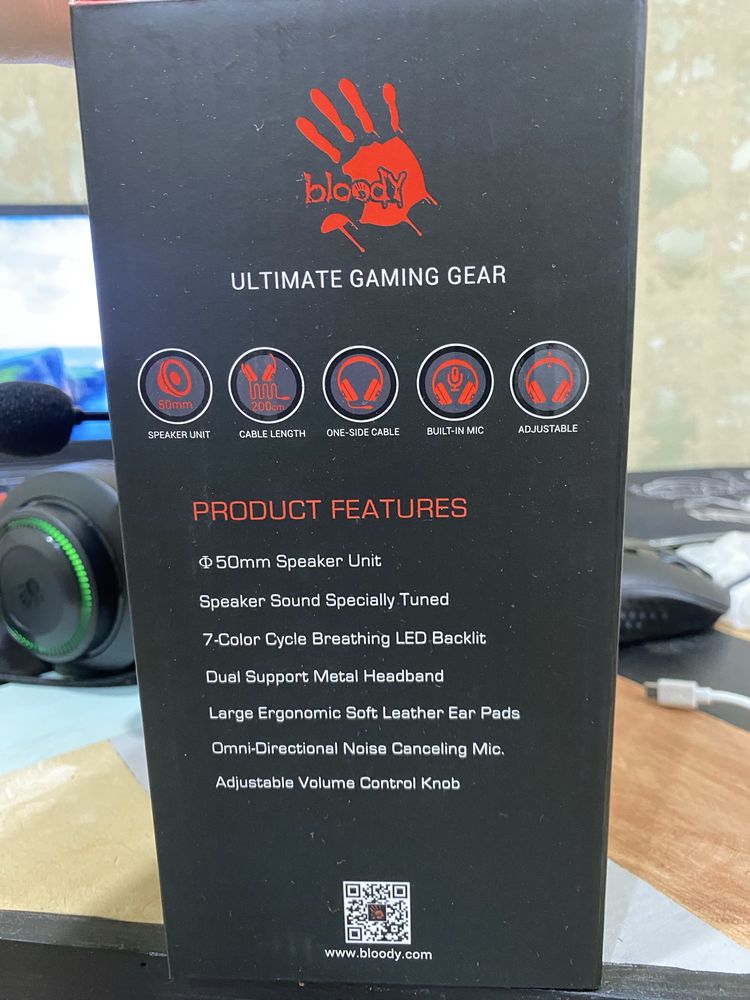 bloody
ULTIMATE GAMING GEAR
50mm
200cm
SPEAKER UNIT
CABLE LENGTH
ONE-SIDE CABLE
BUILT-IN MIC
ADJUSTABLE
PRODUCT FEATURES
Φ50mm Speaker Unit
Speaker Sound Specially Tuned
7-Color Cycle Breathing LED Backlit
Dual Support Metal Headband
Large Ergonomic Soft Leather Ear Pads
Omni-Directional Noise Canceling Mic.
Adjustable Volume Control Knob
www.bloody.com